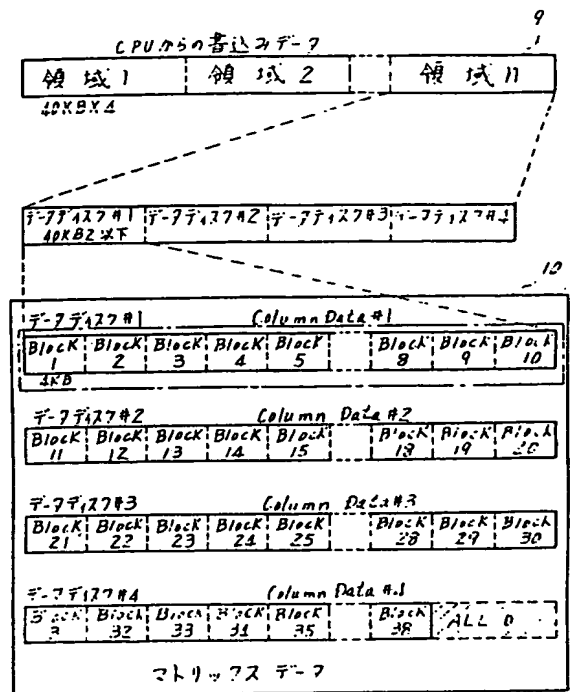 9
CPUからの書込みデータ
領域1 領域2 領域n
40KBX4
データディスク#1 データディスク#2 データディスク#3 データディスク#4
40KB2以下
10
データディスク#1 Column Data#1
Block 1 Block 2 Block 3 Block 4 Block 5 Block 8 Block 9 Block 10
4KB
データディスク#2 Column Data#2
Block 11 Block 12 Block 13 Block 14 Block 15 Block 18 Block 19 Block 20
データディスク#3 Column Data#3
Block 21 Block 22 Block 23 Block 24 Block 25 Block 28 Block 29 Block 30
データディスク#4 Column Data #4
Block 3 Block 32 Block 33 Block 34 Block 35 Block 38 ALL 0
マトリックス データ